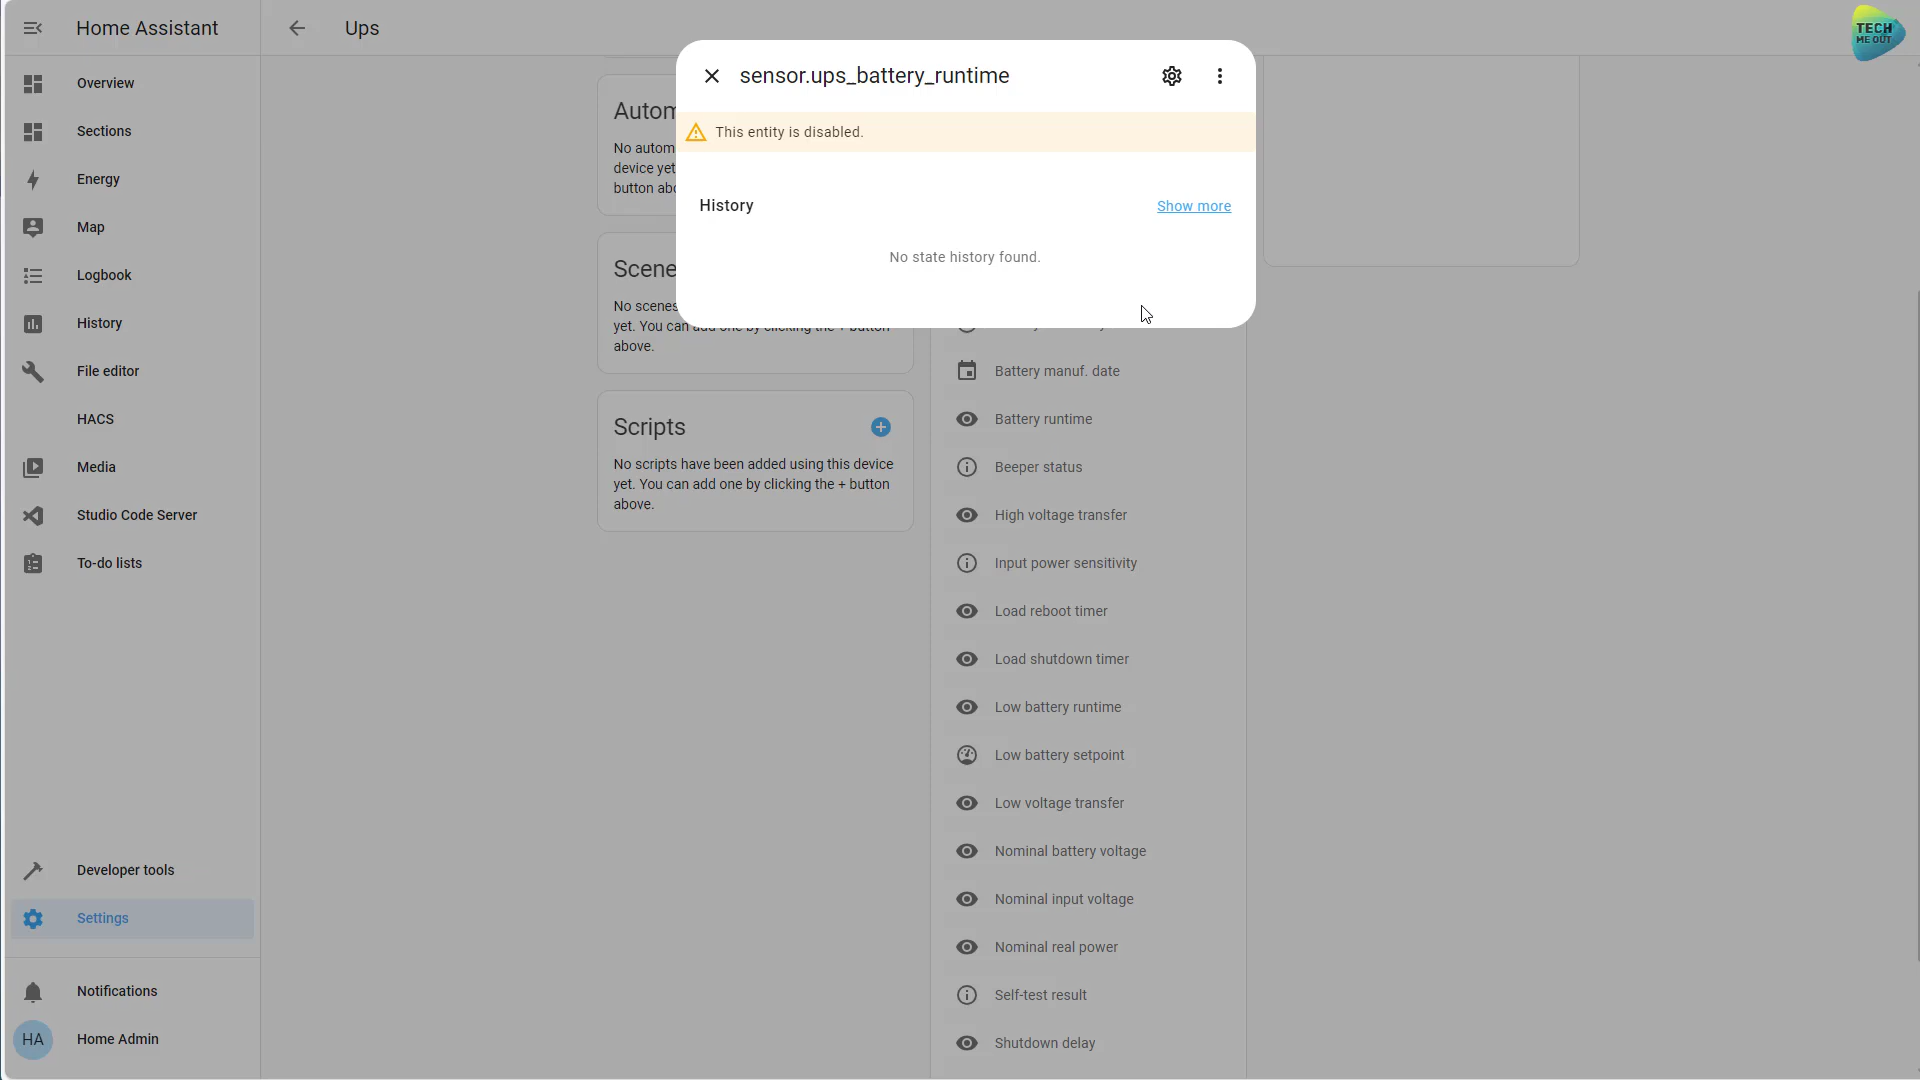 Home Assistant
Ups
TECH
ME OUT
Overview
Sections
Energy
Map
Logbook
History
File editor
HACS
Media
Studio Code Server
To-do lists
Developer tools
Settings
Notifications
HA
Home Admin
sensor.ups_battery_runtime
This entity is disabled.
History
Show more
No state history found.
Autom
No autom
device yet
button abo
Scene
No scenes
yet. You can add one by clicking the + button
above.
Scripts
No scripts have been added using this device
yet. You can add one by clicking the + button
above.
Battery manuf. date
Battery runtime
Beeper status
High voltage transfer
Input power sensitivity
Load reboot timer
Load shutdown timer
Low battery runtime
Low battery setpoint
Low voltage transfer
Nominal battery voltage
Nominal input voltage
Nominal real power
Self-test result
Shutdown delay